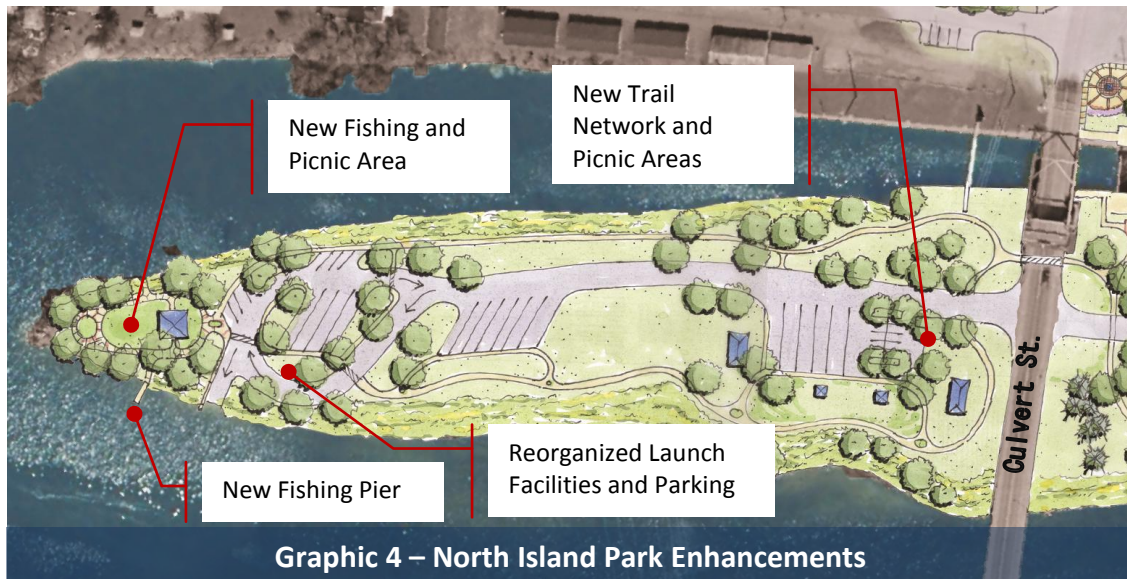 New Fishing and
Picnic Area
New Trail
Network and
Picnic Areas
Culvert St.
New Fishing Pier
Reorganized Launch
Facilities and Parking
Graphic 4 – North Island Park Enhancements